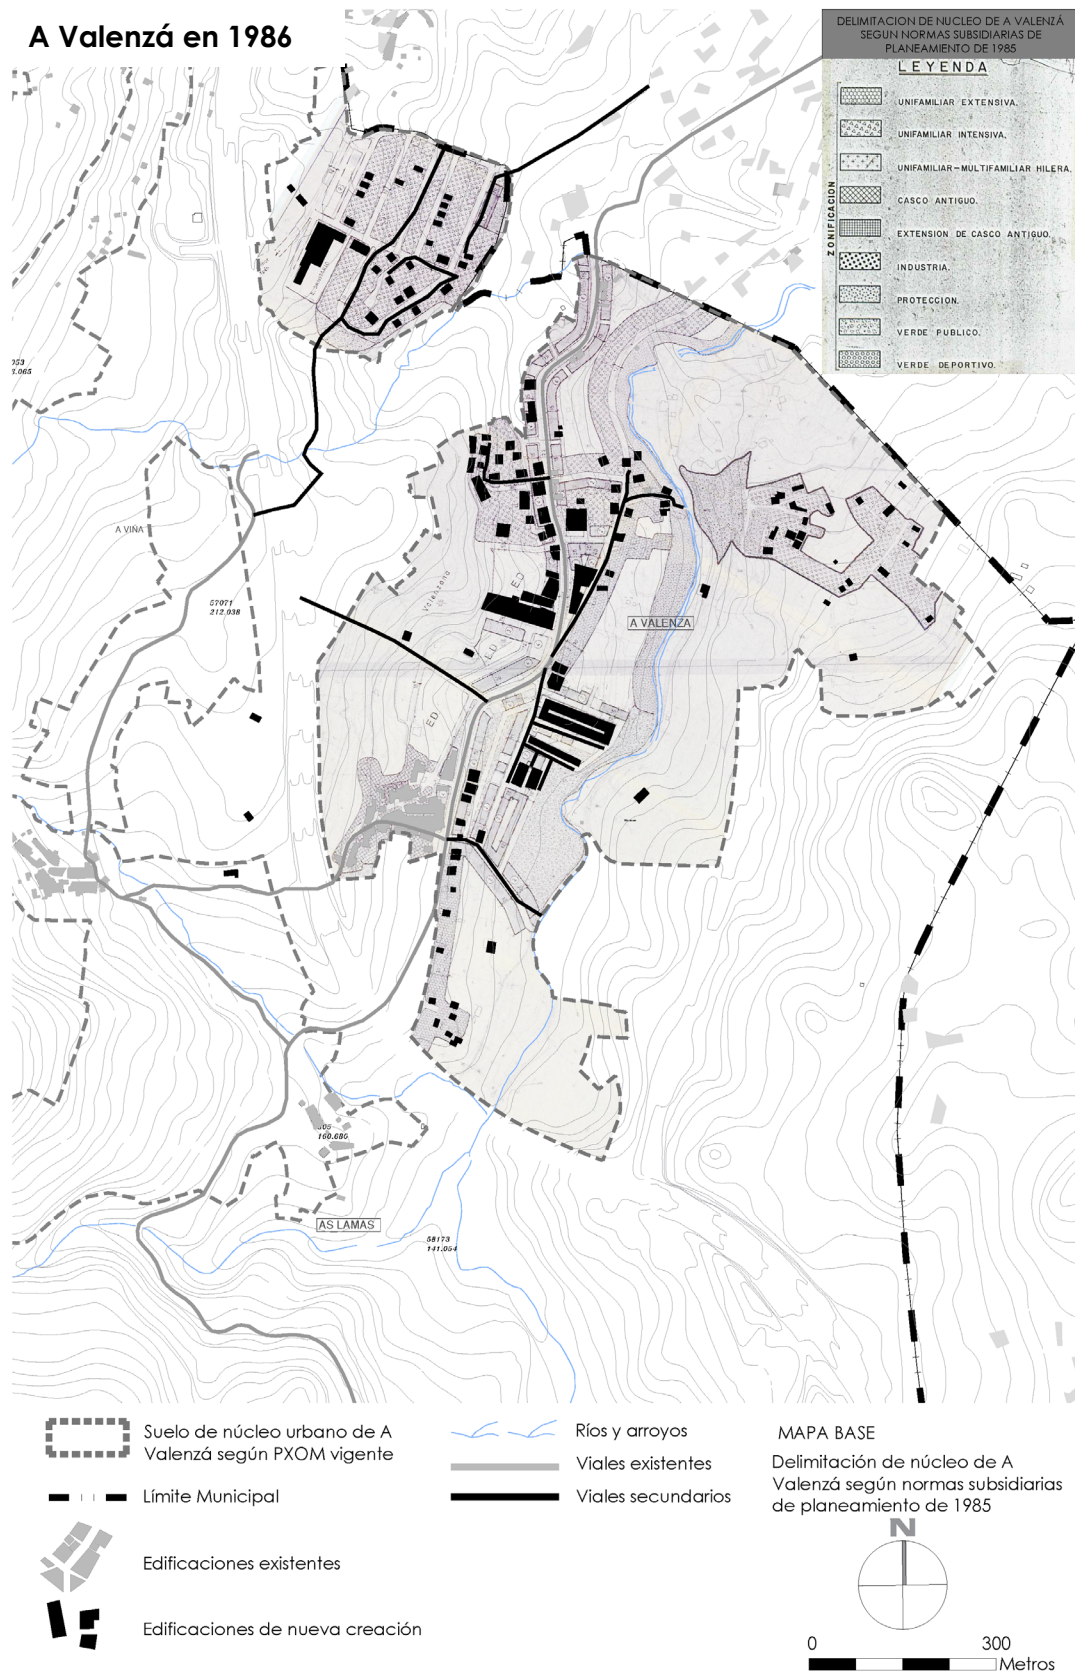 A Valenzá en 1986
DELIMITACION DE NUCLEO DE A VALENZÁ
SEGUN NORMAS SUBSIDIARIAS DE
PLANEAMIENTO DE 1985
LEYENDA
ZONIFICACION
UNIFAMILIAR EXTENSIVA.
UNIFAMILIAR INTENSIVA.
UNIFAMILIAR-MULTIFAMILIAR HILERA.
CASCO ANTIGUO.
EXTENSION DE CASCO ANTIGUO.
INDUSTRIA.
PROTECCION.
VERDE PUBLICO.
VERDE DEPORTIVO.
A VIÑA
57071
212.038
ED
ED
ED
A VALENZA
160.680
AS LAMAS
58173
141.054
Suelo de núcleo urbano de A
Valenzá según PXOM vigente
Límite Municipal
Edificaciones existentes
Edificaciones de nueva creación
Ríos y arroyos
Viales existentes
Viales secundarios
MAPA BASE
Delimitación de núcleo de A
Valenzá según normas subsidiarias
de planeamiento de 1985
N
0 300
Metros